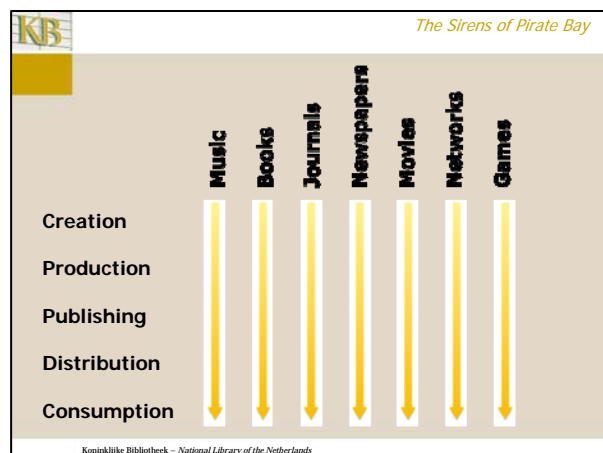 KB
The Sirens of Pirate Bay
Music
Books
Journals
Newspapers
Movies
Networks
Games
Creation
Production
Publishing
Distribution
Consumption
Koninklijke Bibliotheek – National Library of the Netherlands